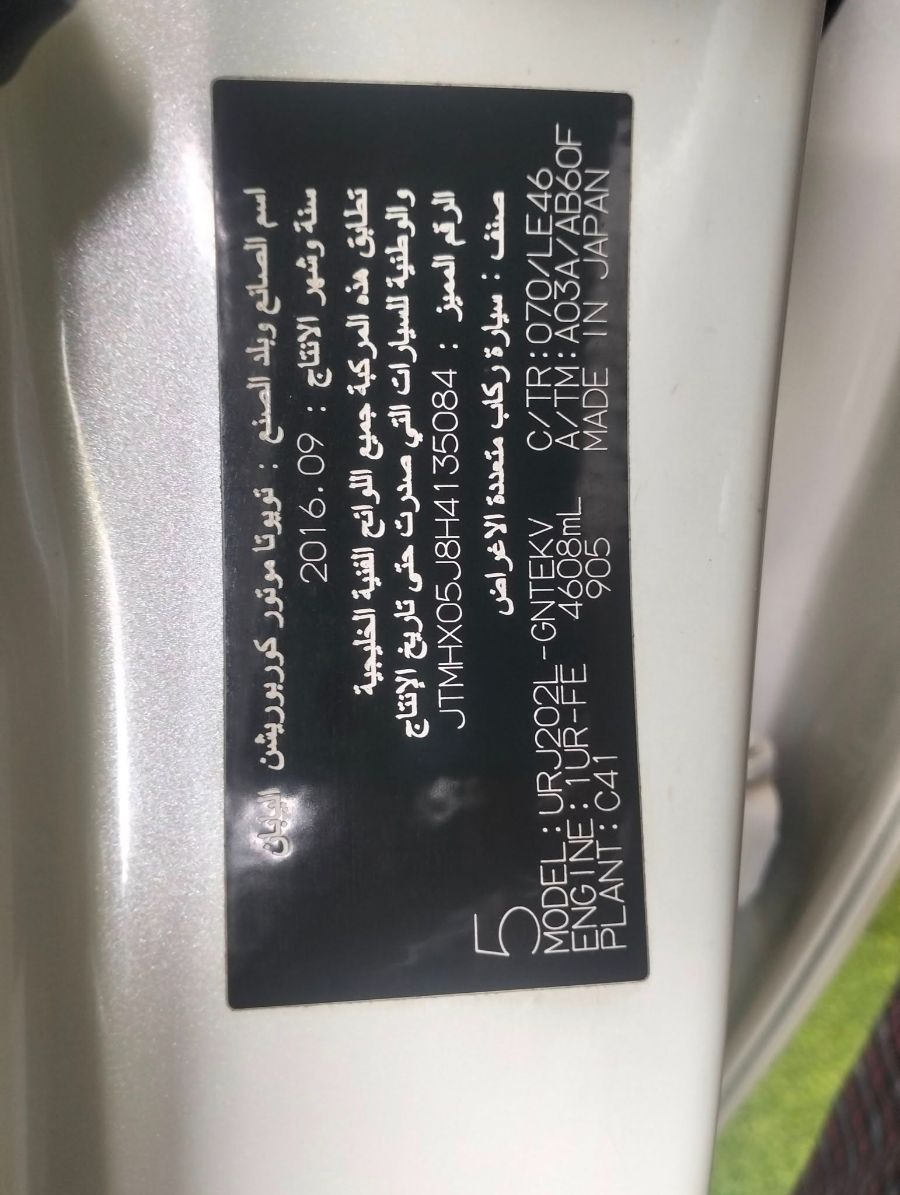 اسم الصانع وبلد الصنع : تويوتا موتور كوربوريشن اليابان
سنة وشهر الانتاج : 2016.09
تطابق هذه المركبة جميع اللوائح الفنية الخليجية
والوطنية للسيارات التي صدرت حتى تاريخ الإنتاج
الرقم المميز : JTMHX05J8H4135084
صنف : سيارة ركاب متعددة الاغراض
5
MODEL:URJ202L-GNTEKV C/TR:070/LE46
ENGINE:1UR-FE 4608mL A/TM:A03A/AB60F
PLANT:C41 905 MADE IN JAPAN